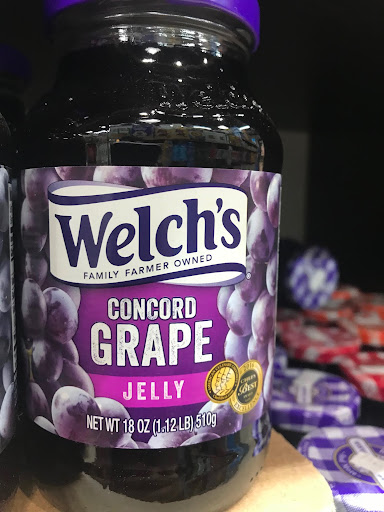 Welch's
FAMILY FARMER OWNED
CONCORD
GRAPE
JELLY
NET WT 18 OZ (1.12 LB) 510g